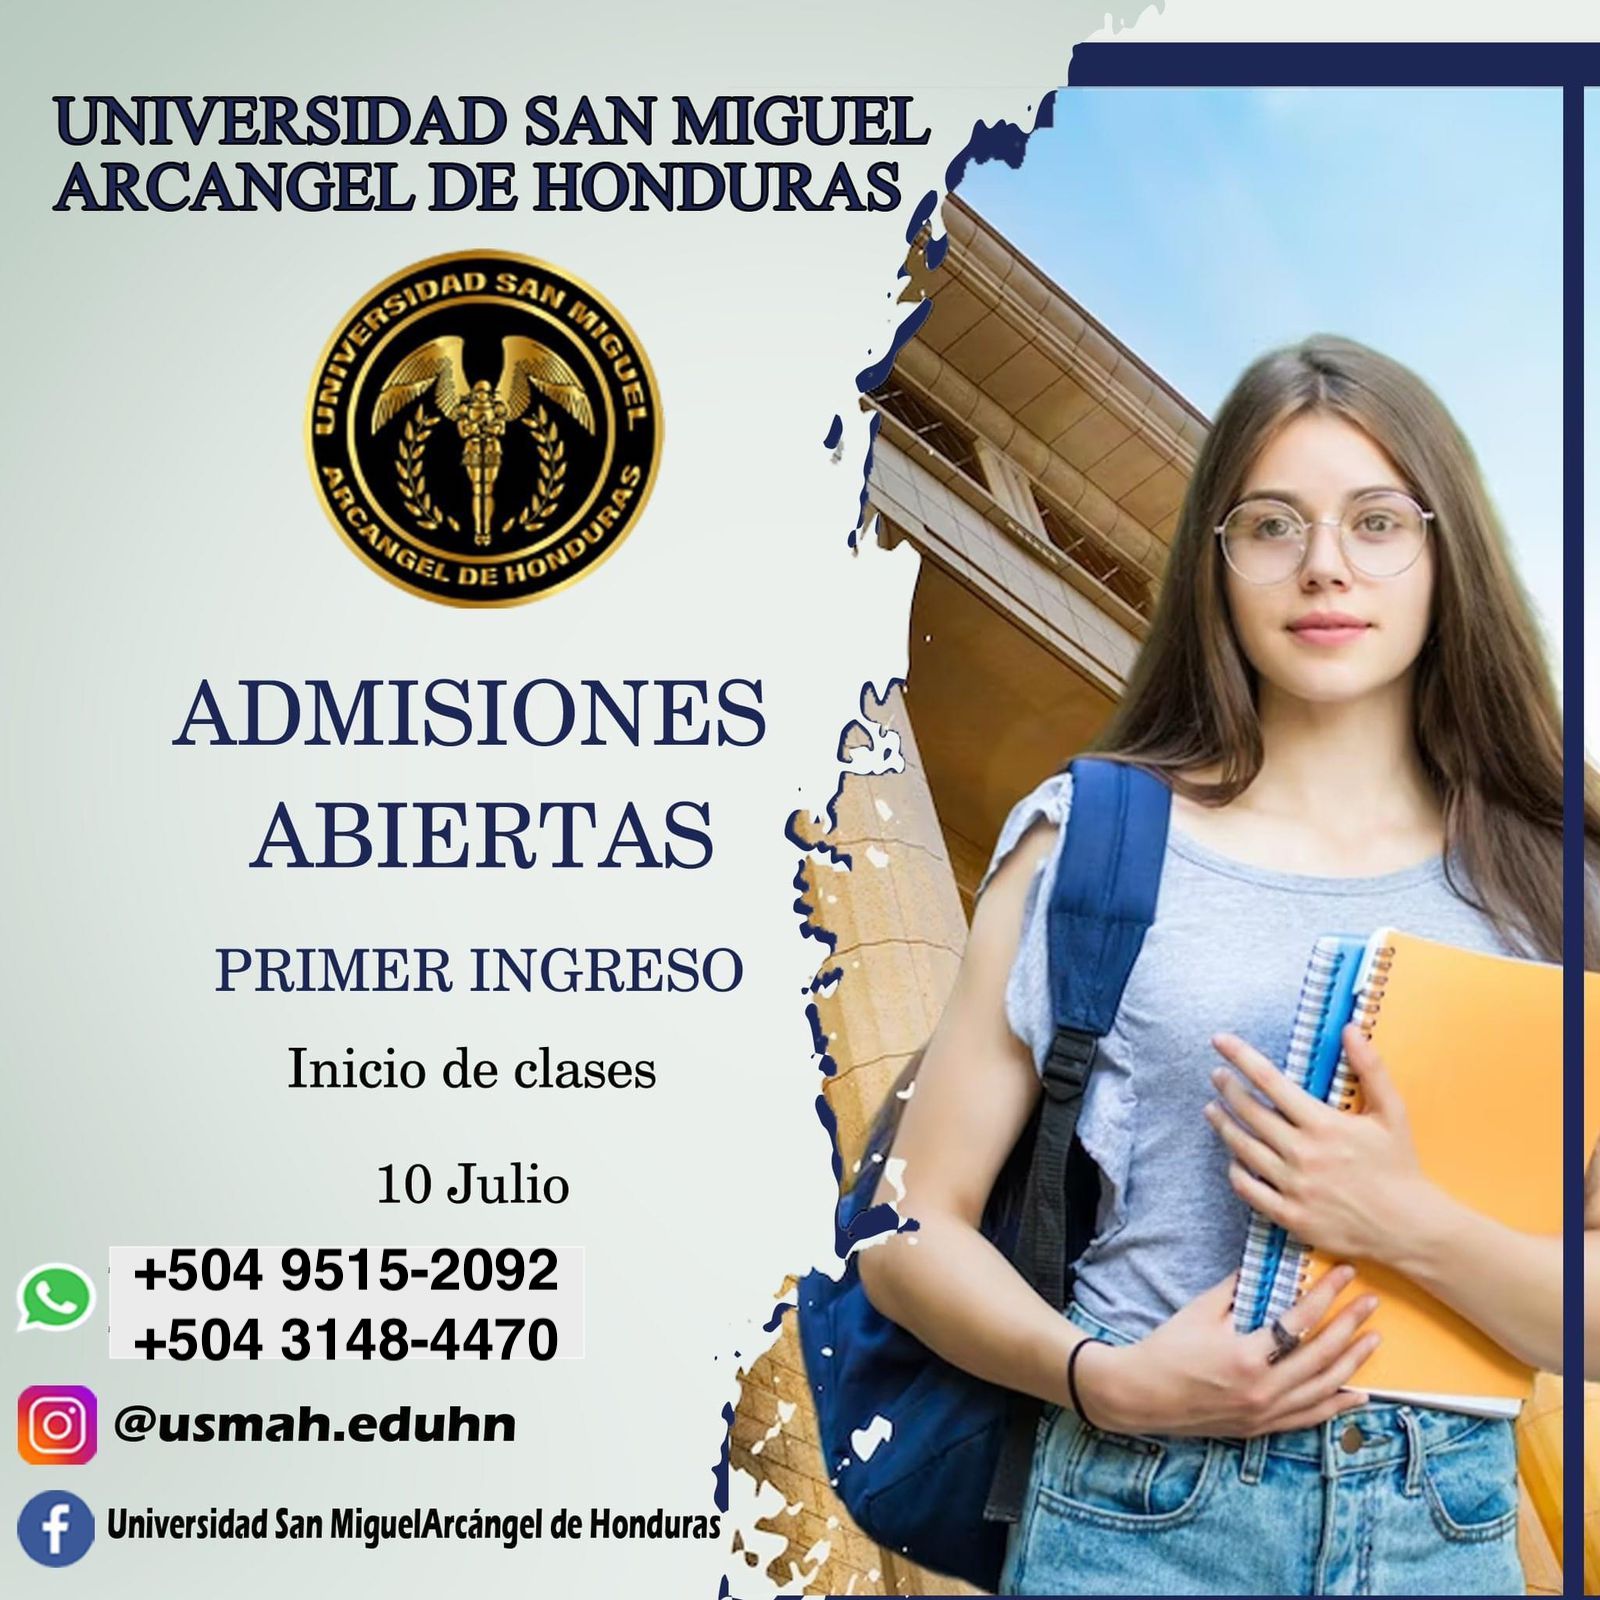 UNIVERSIDAD SAN MIGUEL
ARCANGEL DE HONDURAS
UNIVERSIDAD SAN MIGUEL
ARCANGEL DE HONDURAS
ADMISIONES
ABIERTAS
PRIMER INGRESO
Inicio de clases
10 Julio
+504 9515-2092
+504 3148-4470
@usmah.eduhn
Universidad San MiguelArcángel de Honduras